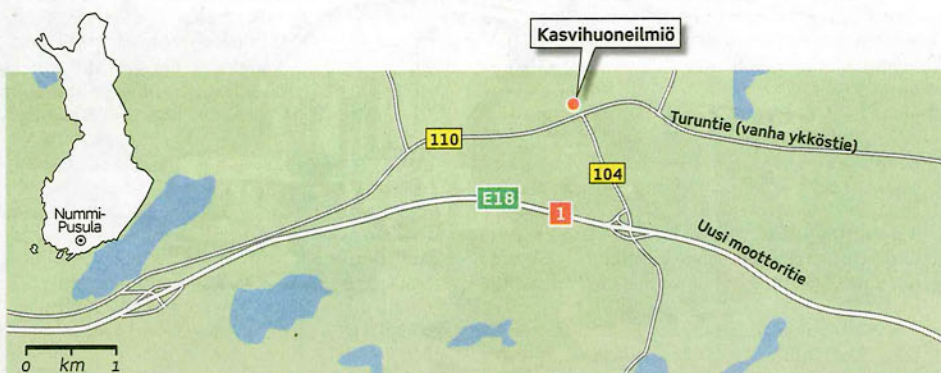 Kasvihuoneilmiö
Turuntie (vanha ykköstie)
110
104
E18
1
Nummi-
Pusula
Uusi moottoritie
0 km 1